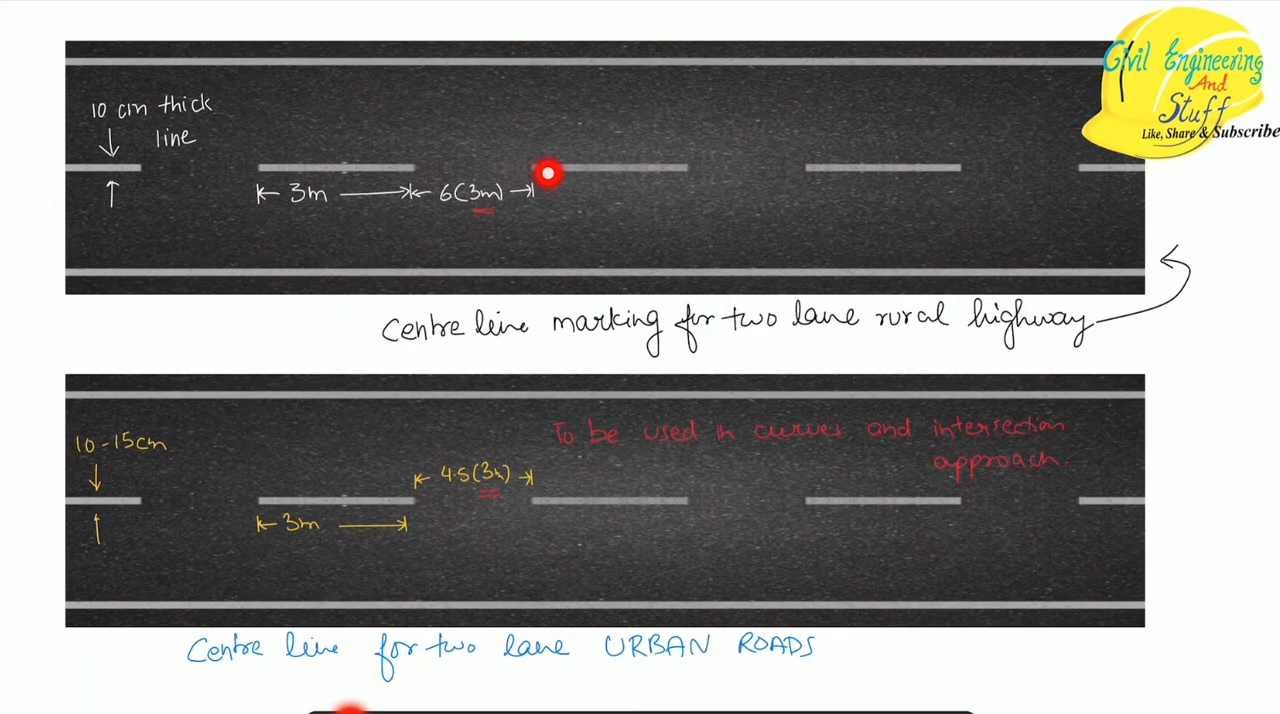 Civil Engineering
And
Stuff
Like, Share & Subscribe
10 cm thick
line
3m
6(3m)
Centre line marking for two lane rural highway
10-15cm
To be used in curves and intersection
approach.
4.5(3m)
3m
Centre line for two lane URBAN ROADS